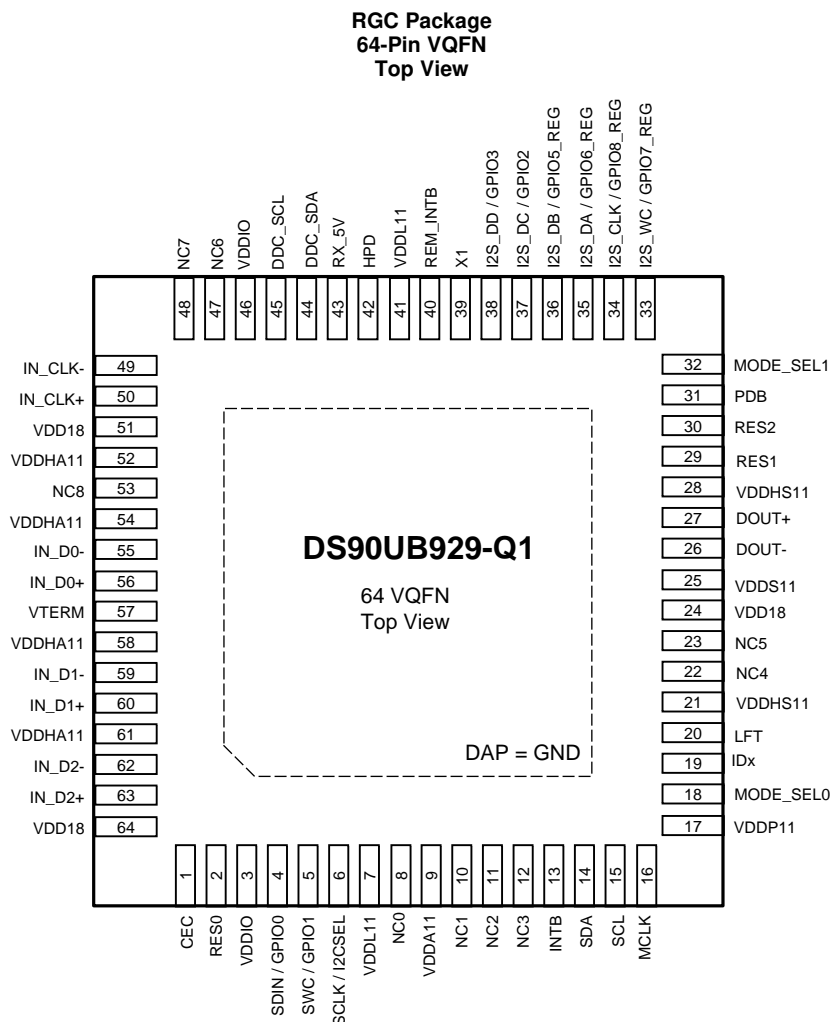 RGC Package
64-Pin VQFN
Top View
NC7
NC6
VDDIO
DDC_SCL
DDC_SDA
RX_5V
HPD
VDDL11
REM_INTB
X1
I2S_DD / GPIO3
I2S_DC / GPIO2
I2S_DB / GPIO5_REG
I2S_DA / GPIO6_REG
I2S_CLK / GPIO8_REG
I2S_WC / GPIO7_REG
48
47
46
45
44
43
42
41
40
39
38
37
36
35
34
33
IN_CLK- 49
IN_CLK+ 50
VDD18 51
VDDHA11 52
NC8 53
VDDHA11 54
IN_D0- 55
IN_D0+ 56
VTERM 57
VDDHA11 58
IN_D1- 59
IN_D1+ 60
VDDHA11 61
IN_D2- 62
IN_D2+ 63
VDD18 64
DS90UB929-Q1
64 VQFN
Top View
DAP = GND
32 MODE_SEL1
31 PDB
30 RES2
29 RES1
28 VDDHS11
27 DOUT+
26 DOUT-
25 VDDS11
24 VDD18
23 NC5
22 NC4
21 VDDHS11
20 LFT
19 IDx
18 MODE_SEL0
17 VDDP11
1
2
3
4
5
6
7
8
9
10
11
12
13
14
15
16
CEC
RES0
VDDIO
SDIN / GPIO0
SWC / GPIO1
SCLK / I2CSEL
VDDL11
NC0
VDDA11
NC1
NC2
NC3
INTB
SDA
SCL
MCLK